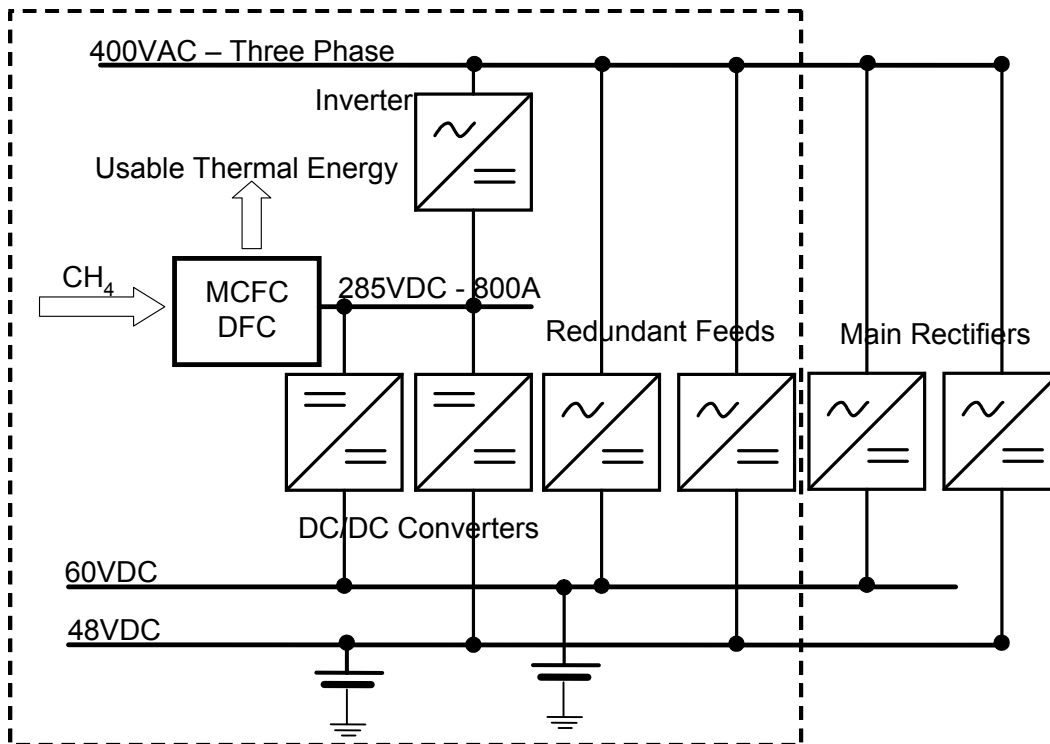 400VAC – Three Phase
Inverter
Usable Thermal Energy
CH₄
MCFC
DFC
285VDC - 800A
Redundant Feeds
Main Rectifiers
DC/DC Converters
60VDC
48VDC